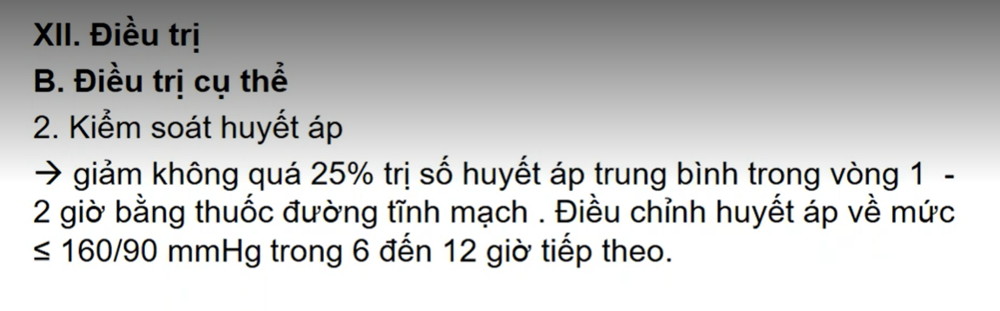 XII. Điều trị
B. Điều trị cụ thể
2. Kiểm soát huyết áp
→ giảm không quá 25% trị số huyết áp trung bình trong vòng 1 -
2 giờ bằng thuốc đường tĩnh mạch . Điều chỉnh huyết áp về mức
≤ 160/90 mmHg trong 6 đến 12 giờ tiếp theo.